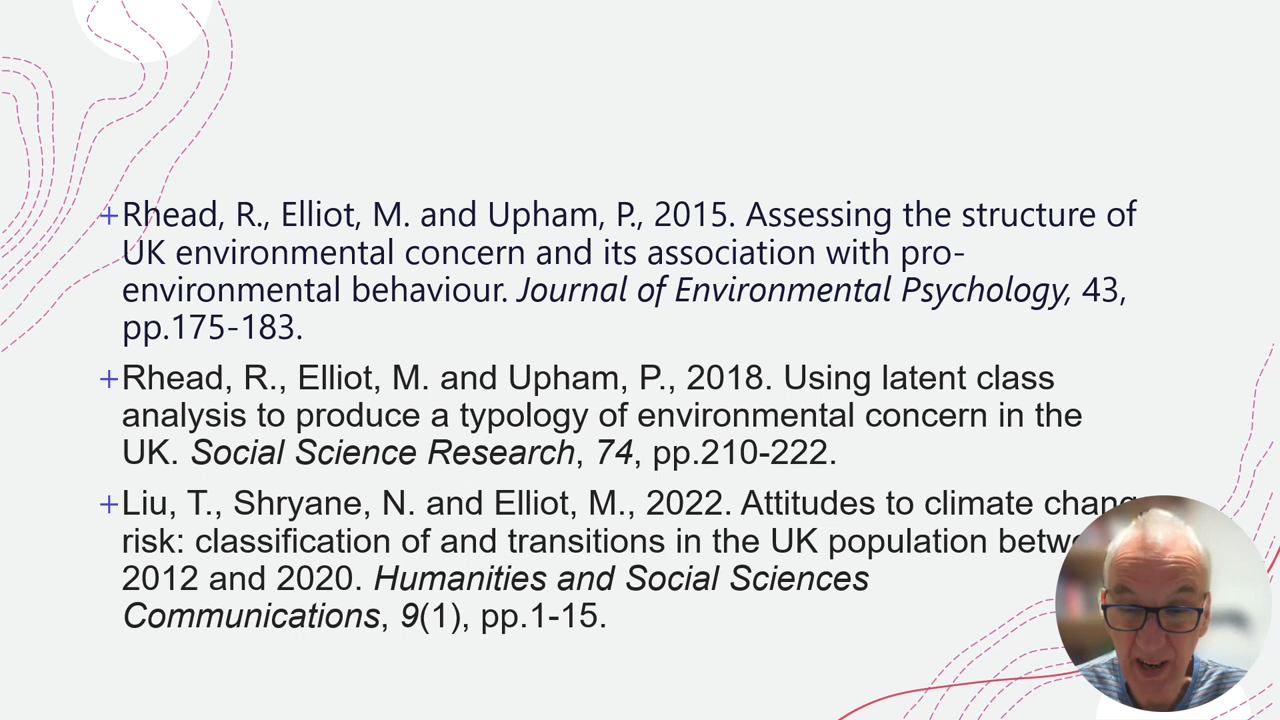 +Rhead, R., Elliot, M. and Upham, P., 2015. Assessing the structure of
UK environmental concern and its association with pro-
environmental behaviour. Journal of Environmental Psychology, 43,
pp.175-183.
+Rhead, R., Elliot, M. and Upham, P., 2018. Using latent class
analysis to produce a typology of environmental concern in the
UK. Social Science Research, 74, pp.210-222.
+Liu, T., Shryane, N. and Elliot, M., 2022. Attitudes to climate
risk: classification of and transitions in the UK population
2012 and 2020. Humanities and Social Sciences
Communications, 9(1), pp.1-15.